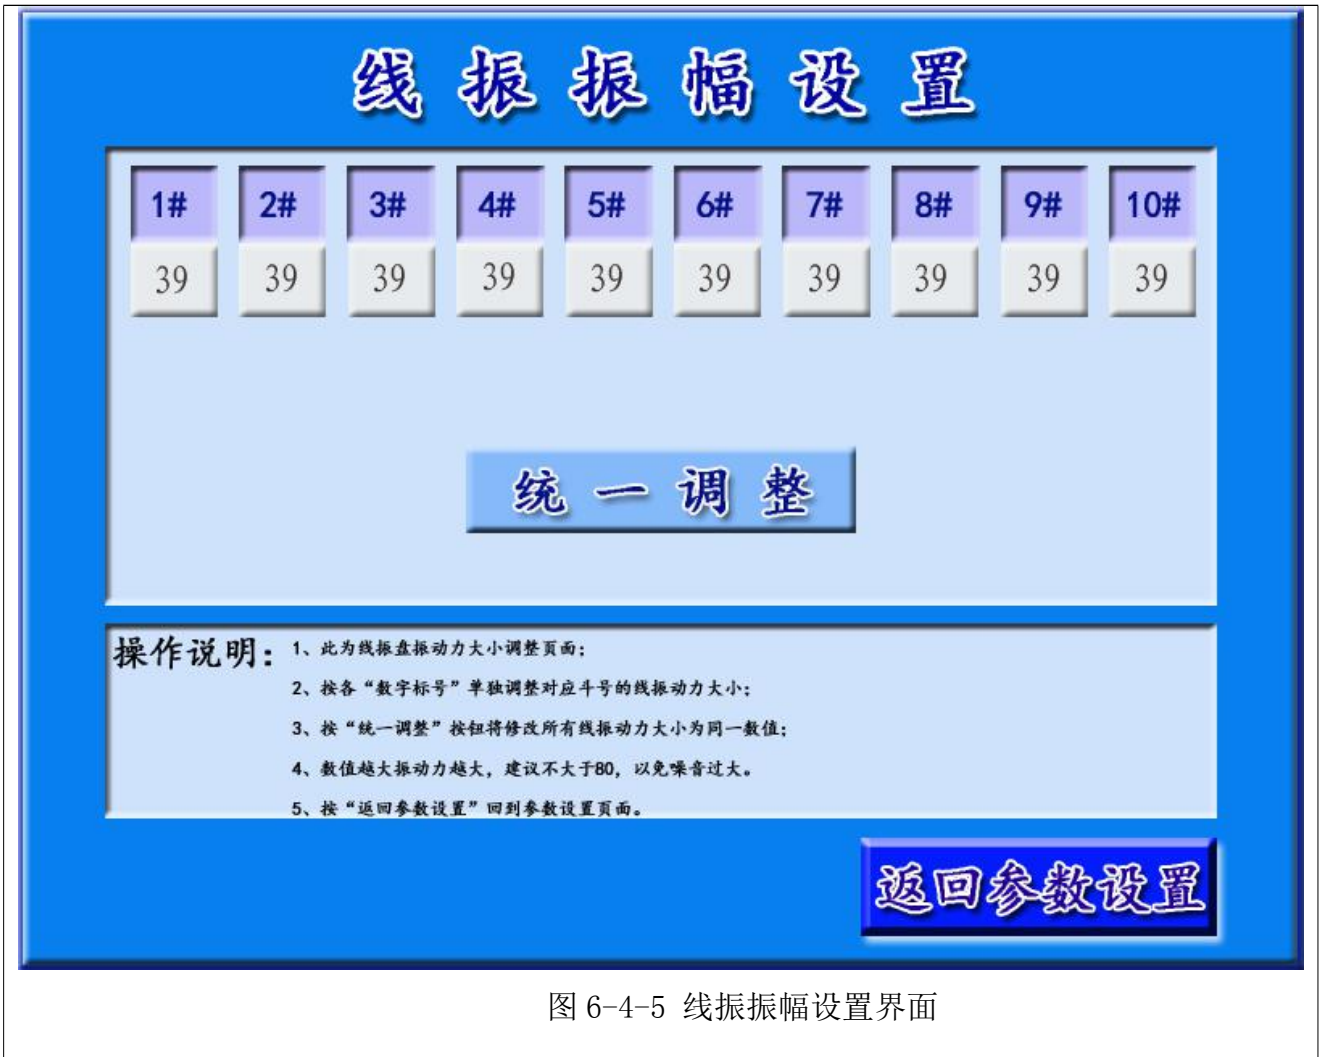 线振振幅设置
1# 2# 3# 4# 5# 6# 7# 8# 9# 10#
39 39 39 39 39 39 39 39 39 39
统一调整
操作说明：1、此为线振盘振动力大小调整页面；
2、按各“数字标号”单独调整对应斗号的线振动力大小；
3、按“统一调整”按钮将修改所有线振动力大小为同一数值；
4、数值越大振动力越大，建议不大于80，以免噪音过大。
5、按“返回参数设置”回到参数设置页面。
返回参数设置
图 6-4-5 线振振幅设置界面